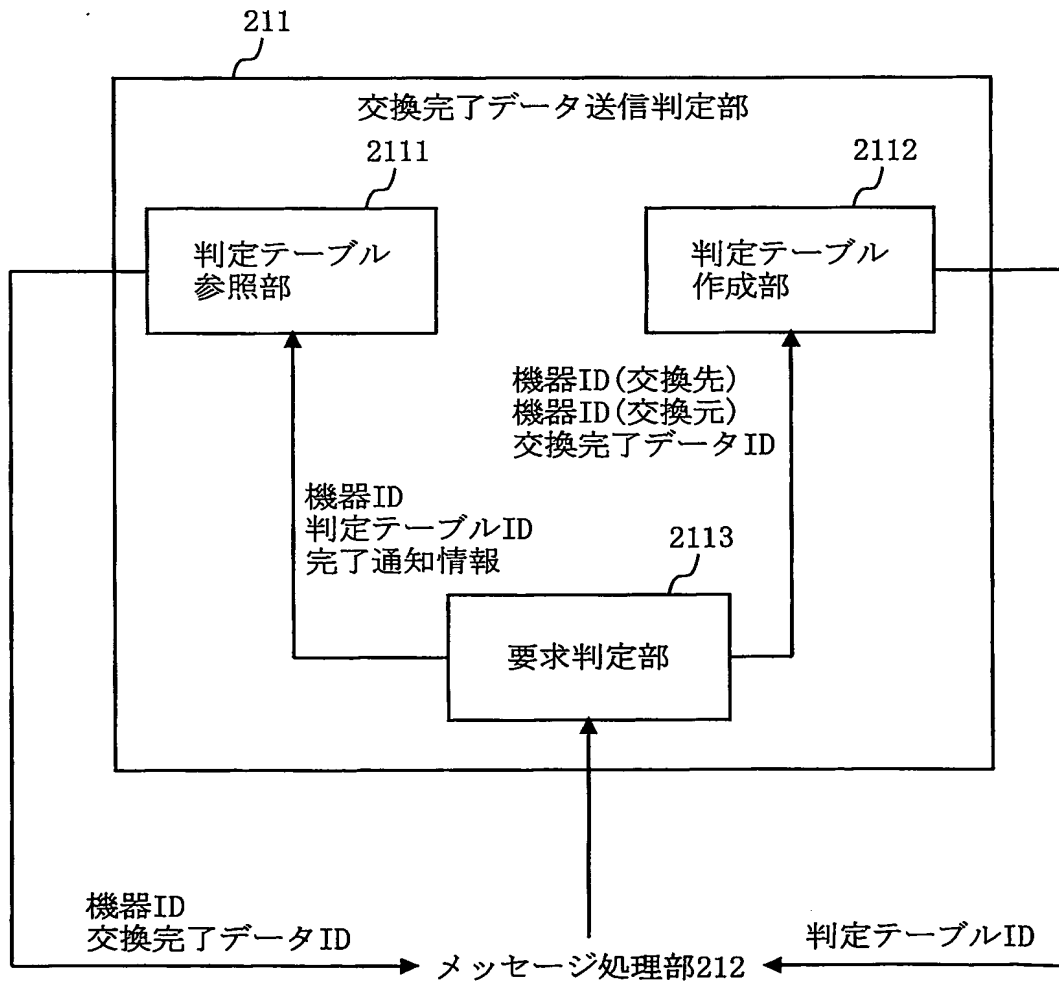 211
交換完了データ送信判定部
2111
2112
判定テーブル
参照部
判定テーブル
作成部
機器ID(交換先)
機器ID(交換元)
交換完了データID
機器ID
判定テーブルID
完了通知情報
2113
要求判定部
機器ID
交換完了データID
メッセージ処理部212
判定テーブルID